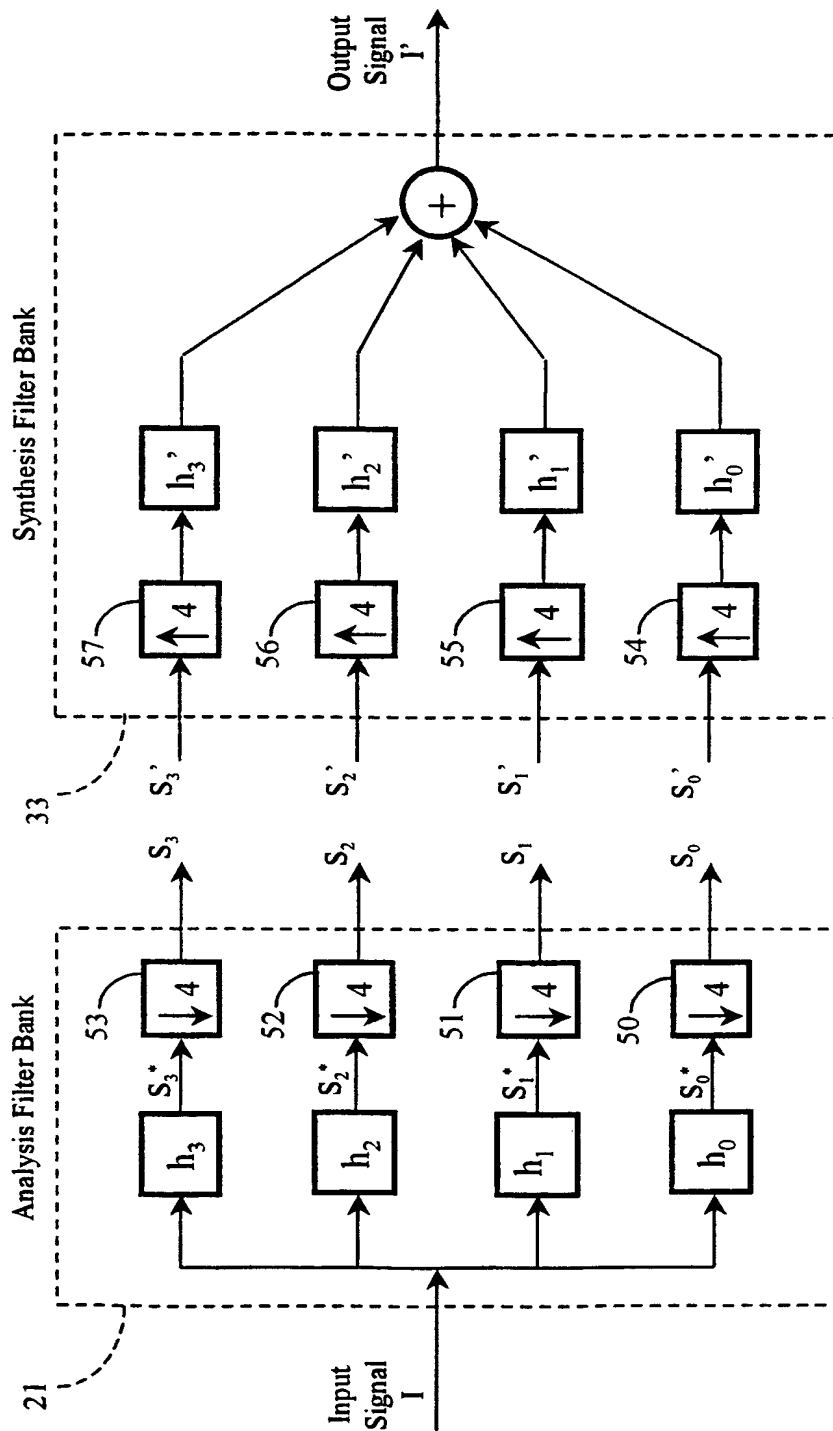 Analysis Filter Bank
Synthesis Filter Bank
21
33
53
57
h₃
S₃*
↓4
S₃
S₃'
↑4
h₃'
52
56
h₂
S₂*
↓4
S₂
S₂'
↑4
h₂'
Input
Signal
I
+
Output
Signal
I'
51
55
h₁
S₁*
↓4
S₁
S₁'
↑4
h₁'
50
54
h₀
S₀*
↓4
S₀
S₀'
↑4
h₀'